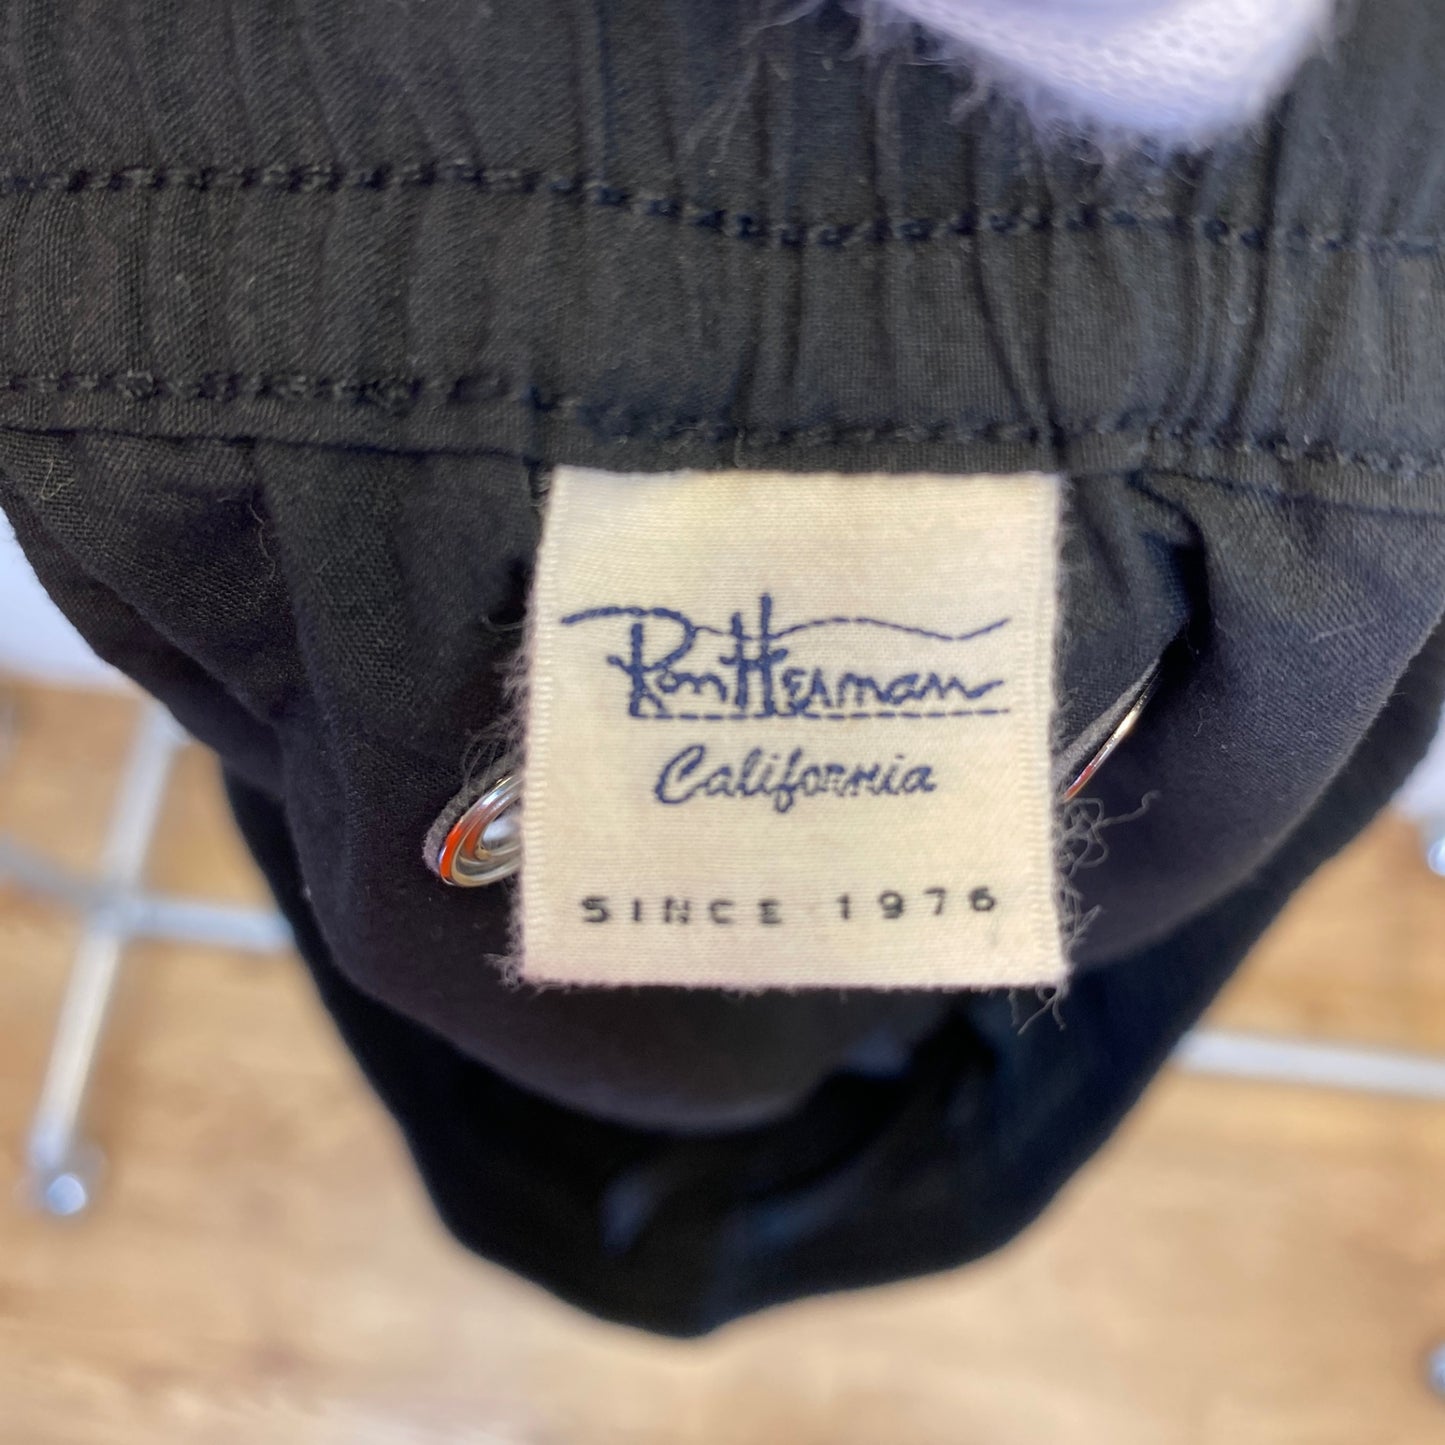 Ron Herman
California
SINCE 1976